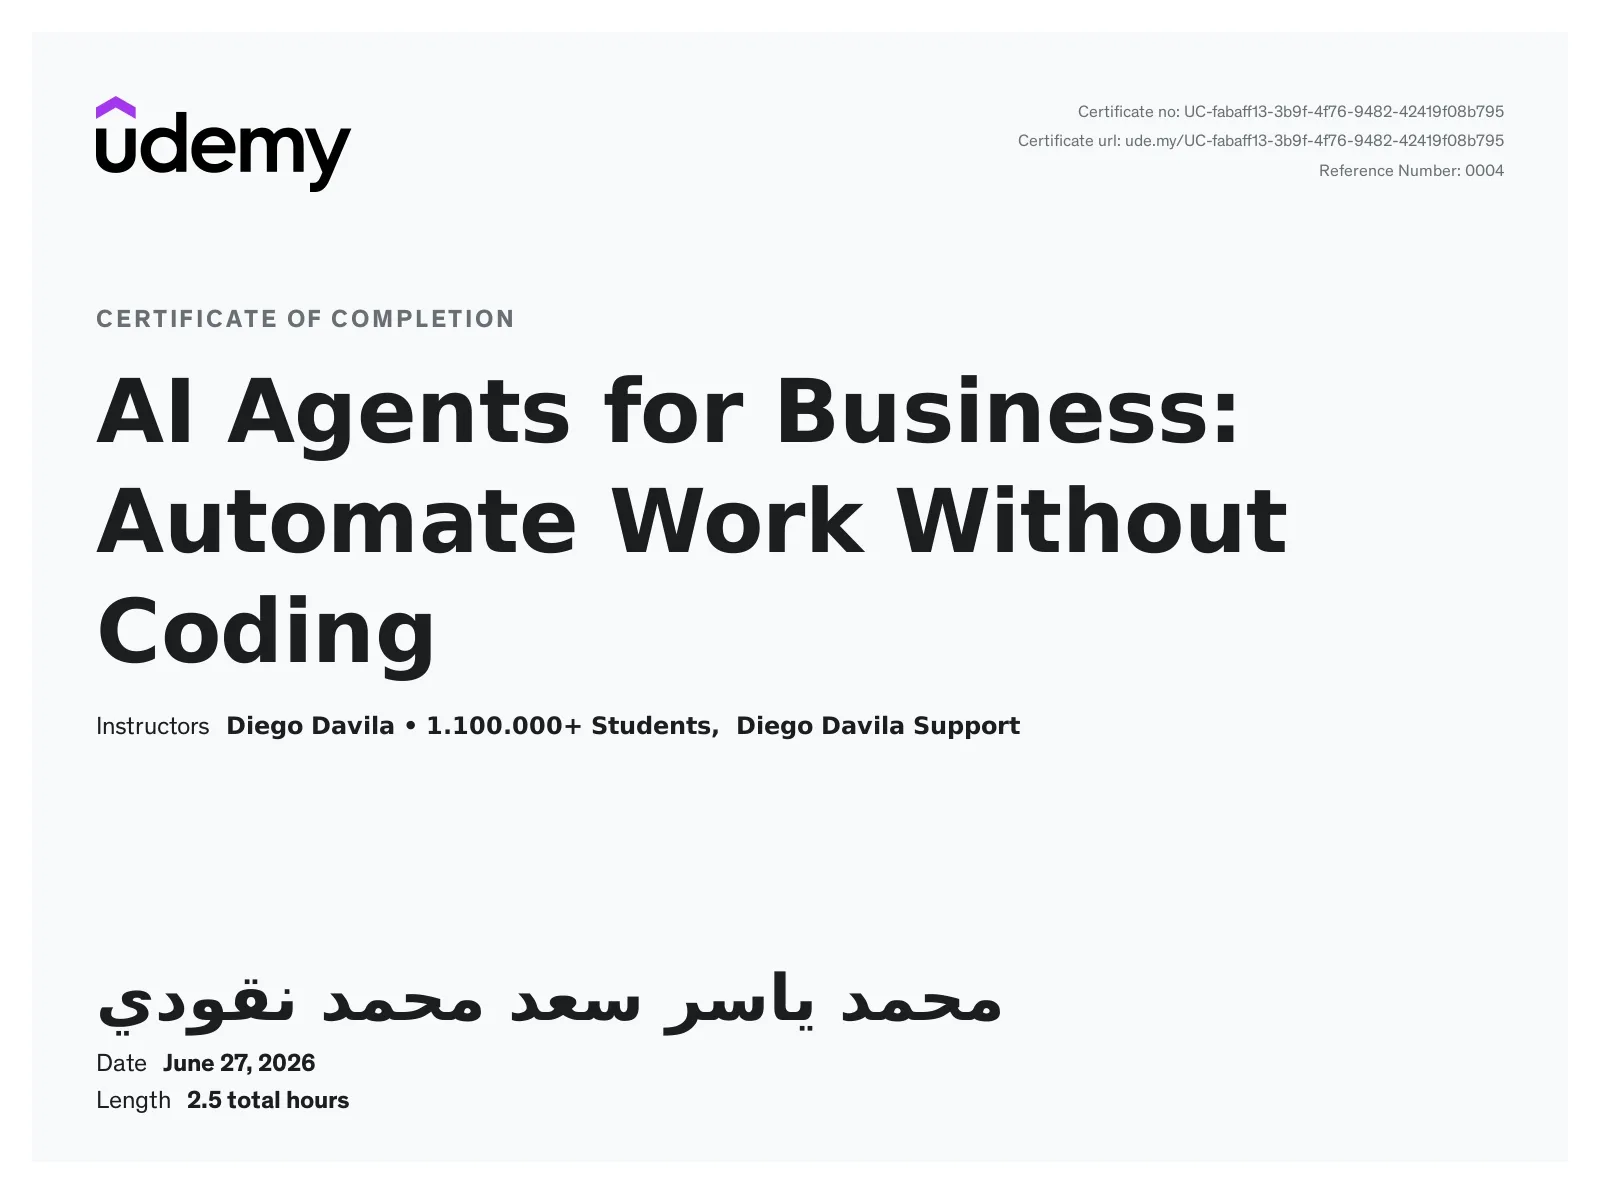 udemy
Certificate no: UC-fabaff13-3b9f-4f76-9482-42419f08b795
Certificate url: ude.my/UC-fabaff13-3b9f-4f76-9482-42419f08b795
Reference Number: 0004
CERTIFICATE OF COMPLETION
AI Agents for Business:
Automate Work Without
Coding
Instructors Diego Davila • 1.100.000+ Students, Diego Davila Support
محمد ياسر سعد محمد نقودي
Date June 27, 2026
Length 2.5 total hours